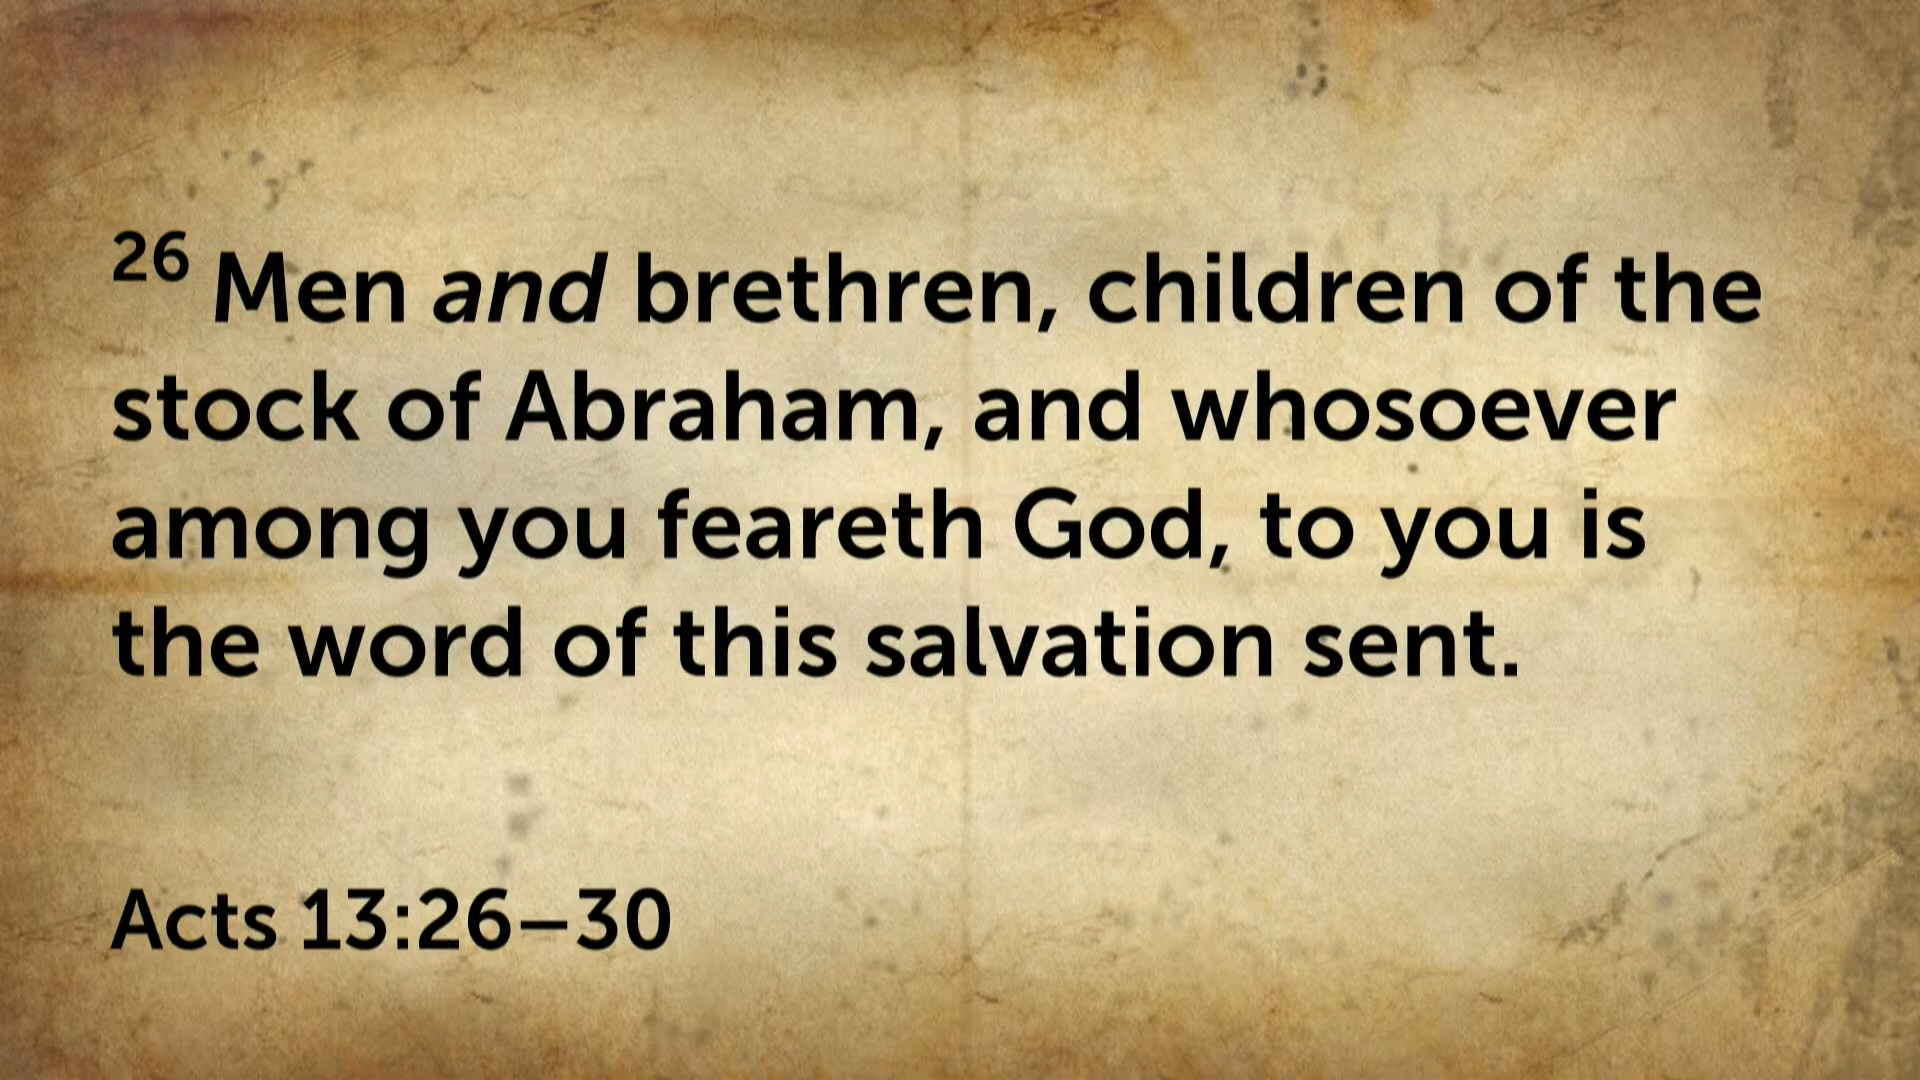 26 Men and brethren, children of the
stock of Abraham, and whosoever
among you feareth God, to you is
the word of this salvation sent.
Acts 13:26–30